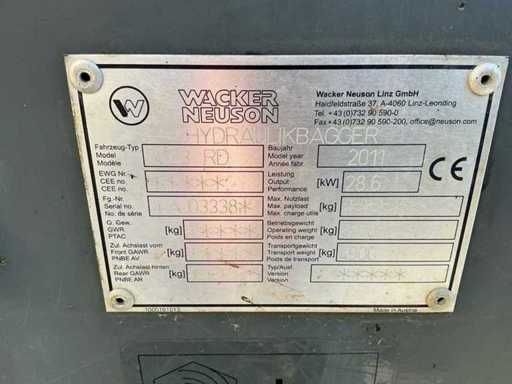 WACKER
NEUSON
Wacker Neuson Linz GmbH
Haidfeldstraße 37, A-4060 Linz-Leonding
Tel +43(0)732 90 590-0
Fax +43(0)732 90 590-200, office@neuson.com
HYDRAULIKBAGGER
Fahrzeug-Typ
Model
Modèle
RD
Baujahr
Model year
Année fabr.
2011
EWG Nr.
CEE no.
CEE no.
Leistung
Output
Performance
[kW]
28.6
Fg.-Nr.
Serial no.
No. de série
03338*
Max. Nutzlast
Max. payload
Max. charge utile
[kg]
G. Gew.
GWR.
PTAC
[kg]
****
Betriebsgewicht
Operating weight
Poids en charge
[kg]
Zul. Achslast vorn
Front GAWR
PNBE AV
[kg]
Transportgewicht
Transport weight
Poids de transport
[kg]
Zul. Achslast hinten
Rear GAWR
PNBE AR
[kg]
Typ/Ausf.
Version
Version
*****
1000161013
Made in Austria